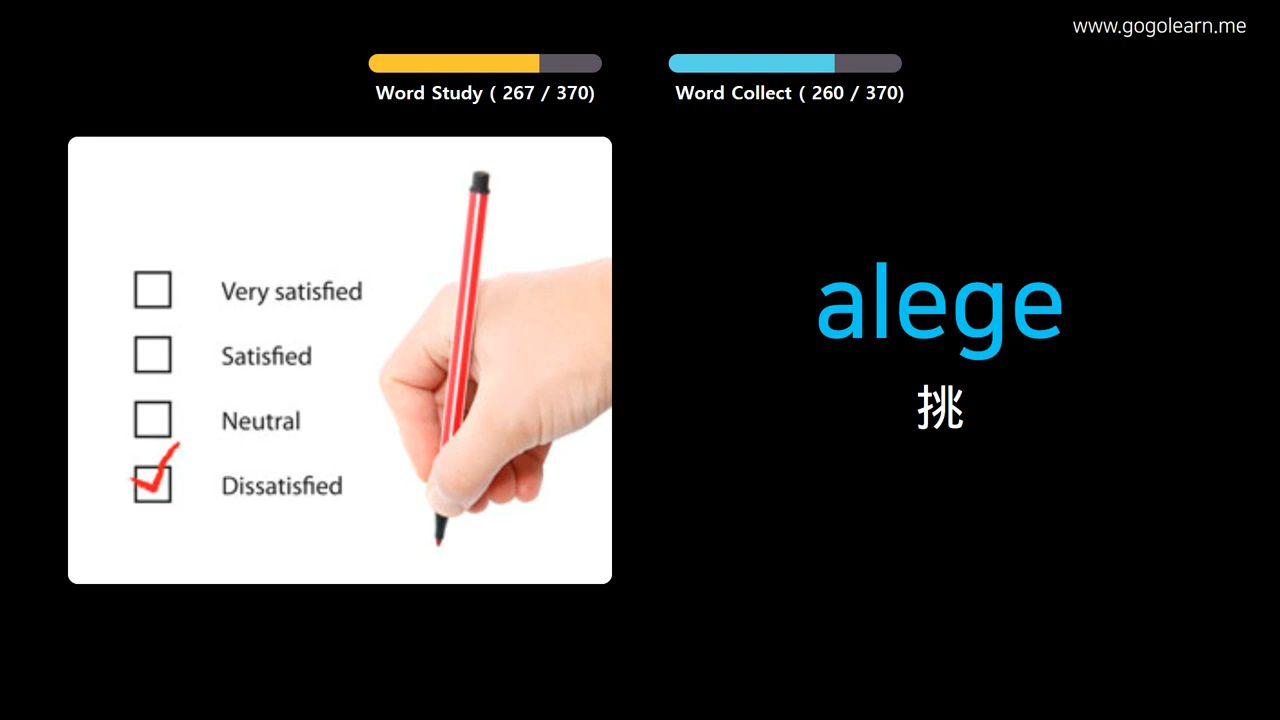 www.gogolearn.me
Word Study ( 267 / 370)
Word Collect ( 260 / 370)
Very satisfied
Satisfied
Neutral
Dissatisfied
alege
挑